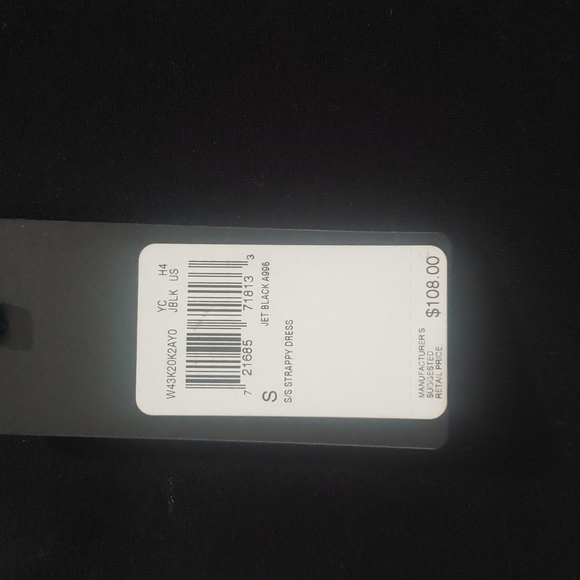 W43K20K2AY0 YC H4
JBLK US
7 21685 71813 3
S JET BLACK A996
S/S STRAPPY DRESS
MANUFACTURER'S
SUGGESTED
RETAIL PRICE
$108.00